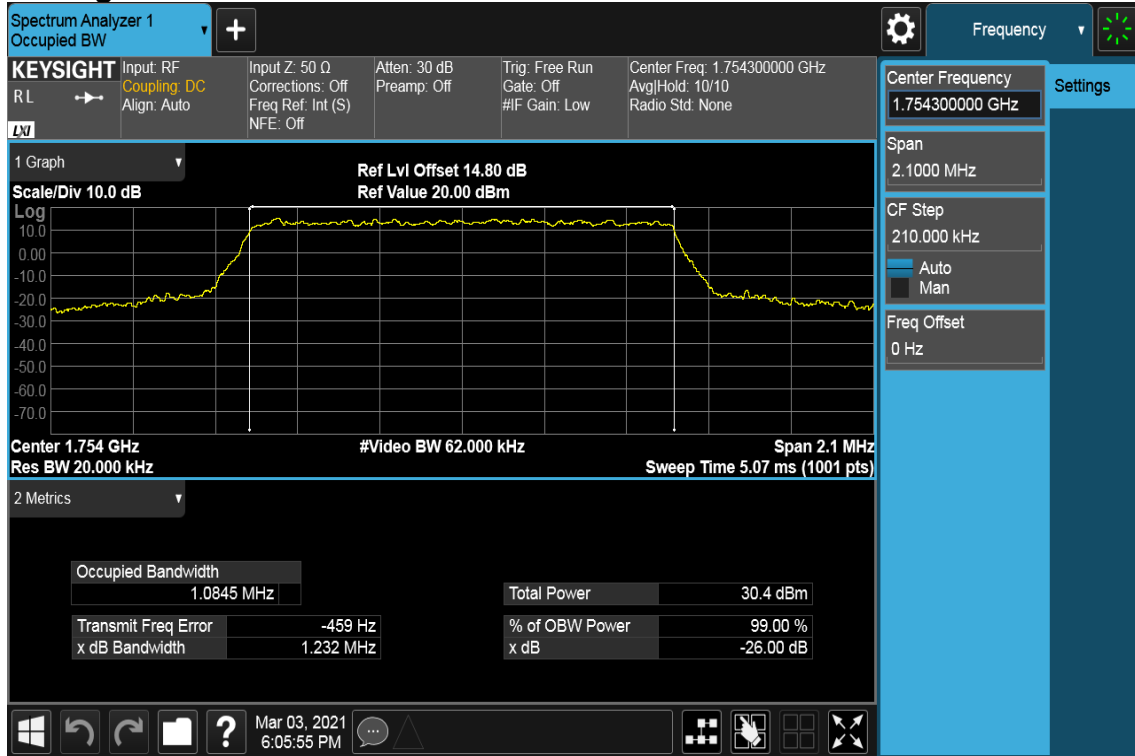 Spectrum Analyzer 1
Occupied BW
Frequency
KEYSIGHT
RL
LXI
Input: RF
Coupling: DC
Align: Auto
Input Z: 50 Ω
Corrections: Off
Freq Ref: Int (S)
NFE: Off
Atten: 30 dB
Preamp: Off
Trig: Free Run
Gate: Off
#IF Gain: Low
Center Freq: 1.754300000 GHz
Avg|Hold: 10/10
Radio Std: None
Center Frequency
1.754300000 GHz
Settings
Span
2.1000 MHz
CF Step
210.000 kHz
Auto
Man
Freq Offset
0 Hz
1 Graph
Scale/Div 10.0 dB
Ref Lvl Offset 14.80 dB
Ref Value 20.00 dBm
Log
10.0
0.00
-10.0
-20.0
-30.0
-40.0
-50.0
-60.0
-70.0
Center 1.754 GHz
#Video BW 62.000 kHz
Span 2.1 MHz
Res BW 20.000 kHz
Sweep Time 5.07 ms (1001 pts)
2 Metrics
Occupied Bandwidth
1.0845 MHz
Total Power 30.4 dBm
Transmit Freq Error -459 Hz
% of OBW Power 99.00 %
x dB Bandwidth 1.232 MHz
x dB -26.00 dB
Mar 03, 2021
6:05:55 PM